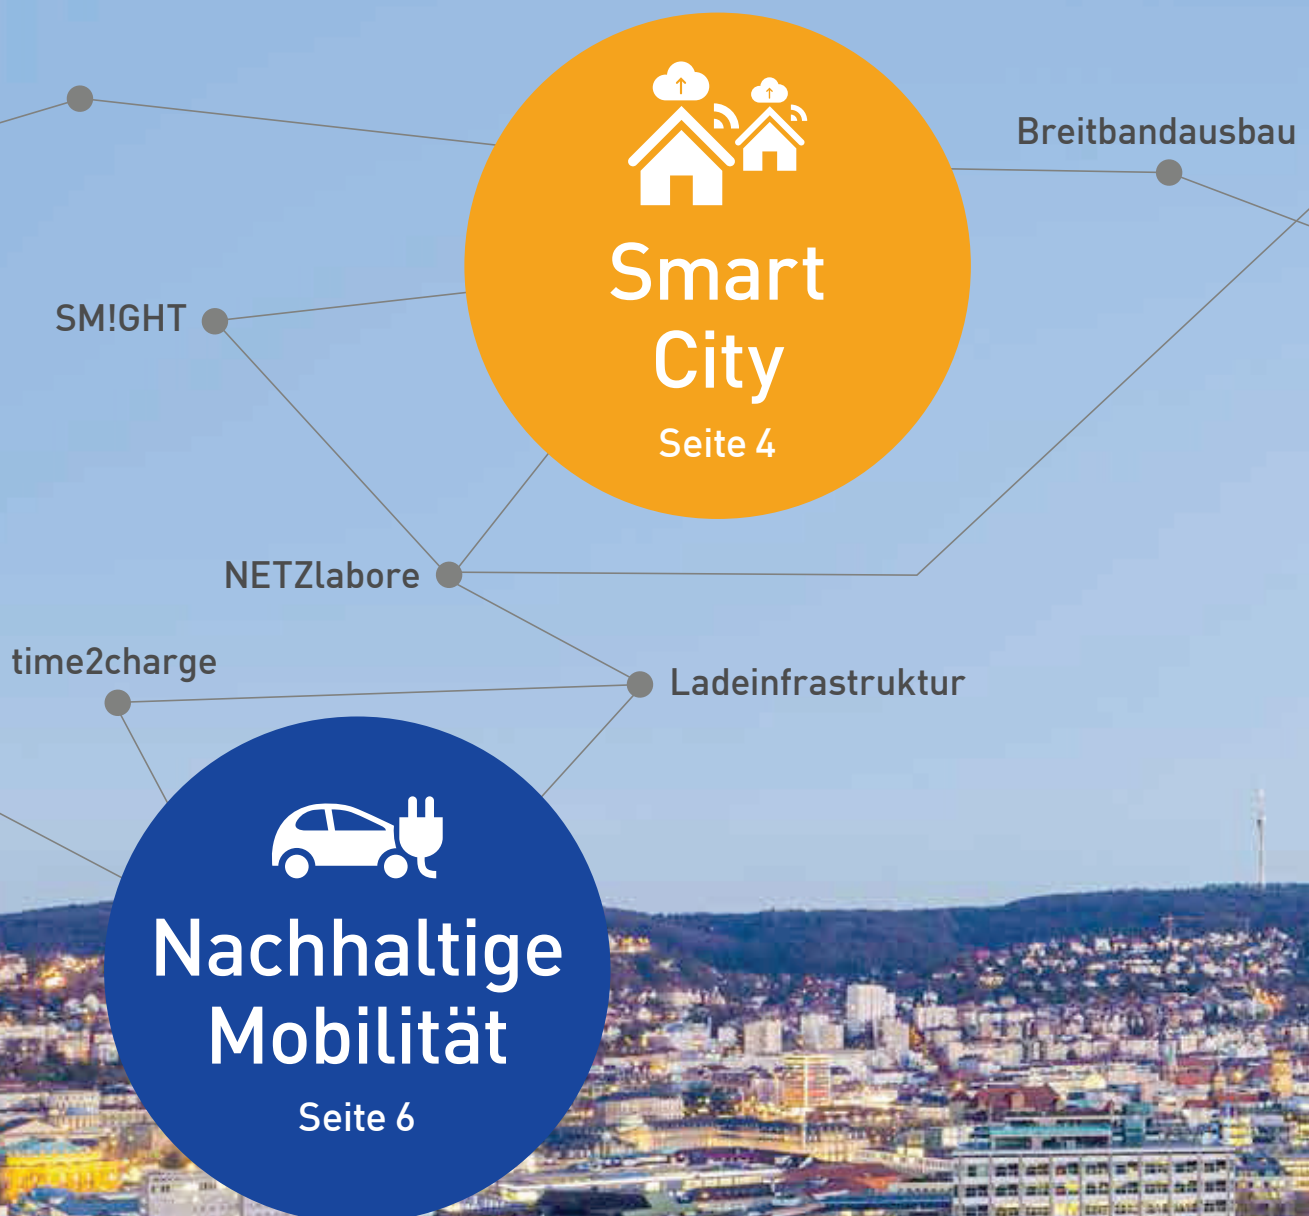 Breitbandausbau
Smart
City
Seite 4
SM!GHT
NETZlabore
time2charge
Ladeinfrastruktur
Nachhaltige
Mobilität
Seite 6